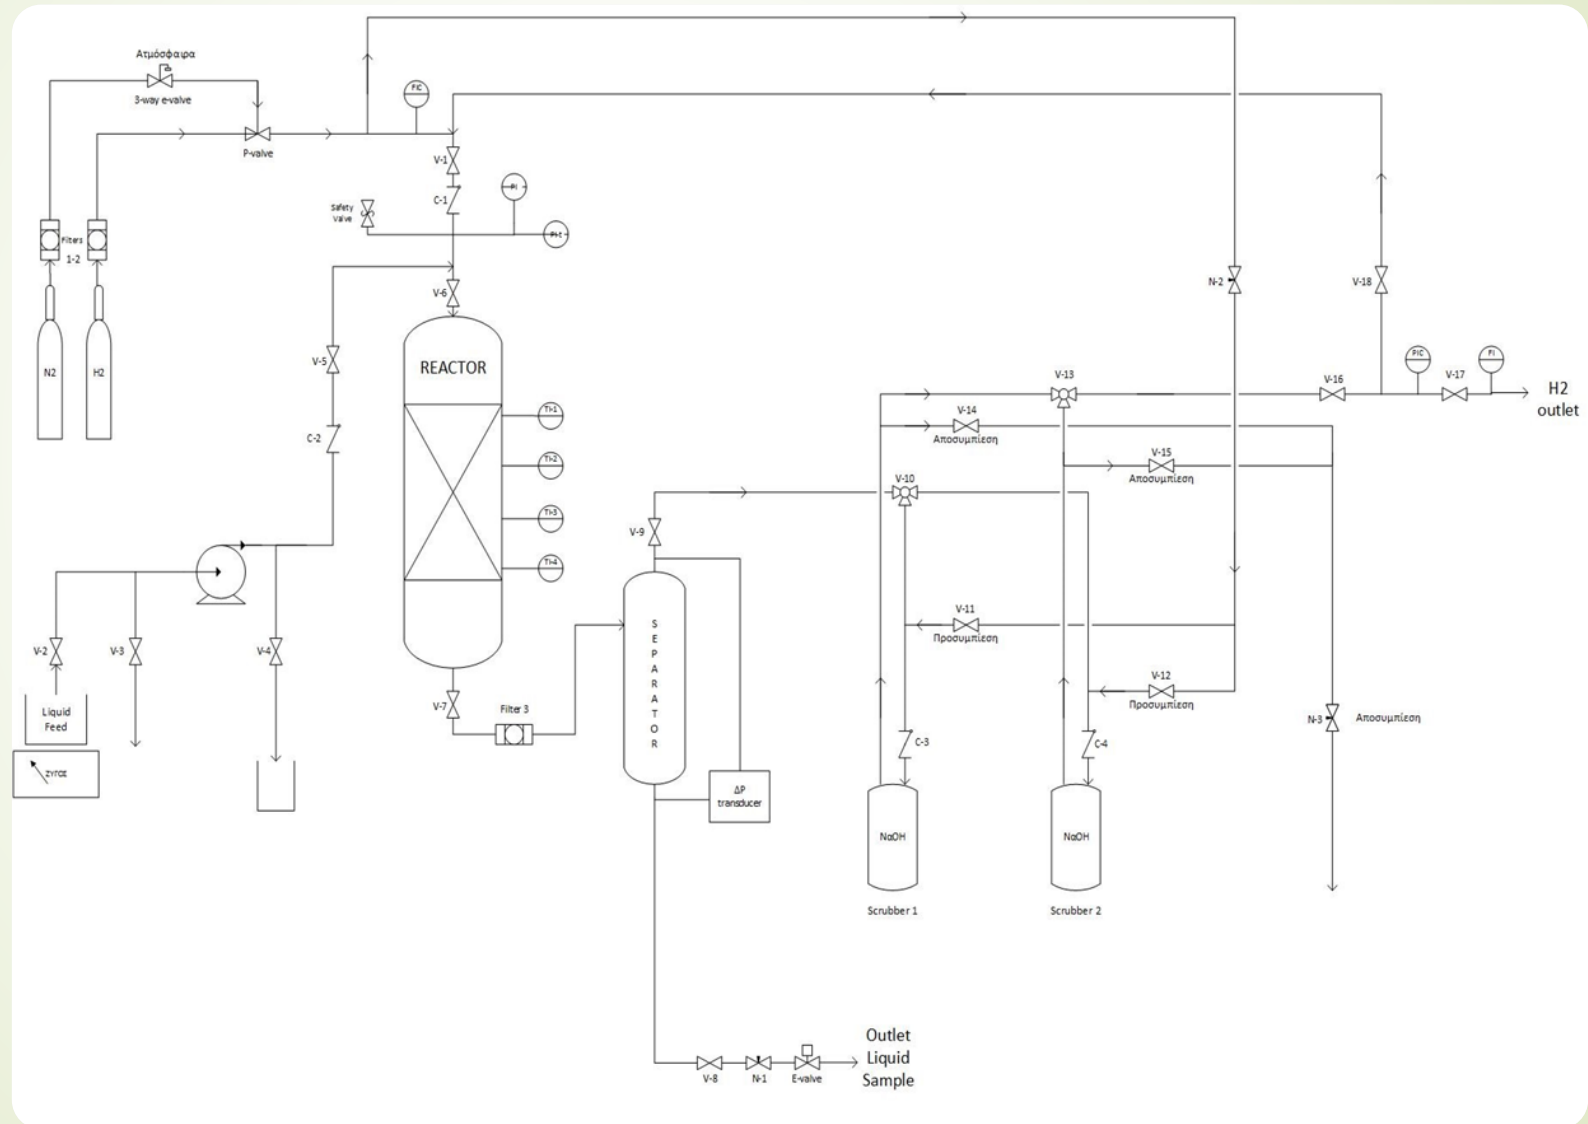 Ατμόσφαιρα
3-way e-valve
FIC
P-valve
V-1
C-1
PI
Safety
Valve
PI-t
Filters
1-2
V-6
N-2
V-18
V-5
REACTOR
N2
H2
PIC
FI
V-13
V-16
V-17
H2
outlet
V-14
Αποσυμπίεση
TI-1
C-2
V-15
Αποσυμπίεση
TI-2
V-10
TI-3
V-9
TI-4
V-11
Προσυμπίεση
SEPARATOR
V-2
V-3
V-4
V-12
Προσυμπίεση
V-7
Filter 3
Liquid
Feed
N-3
Αποσυμπίεση
C-3
C-4
ΖΥΓΟΣ
ΔP
transducer
NaOH
NaOH
Scrubber 1
Scrubber 2
Outlet
Liquid
Sample
V-8
N-1
E-valve